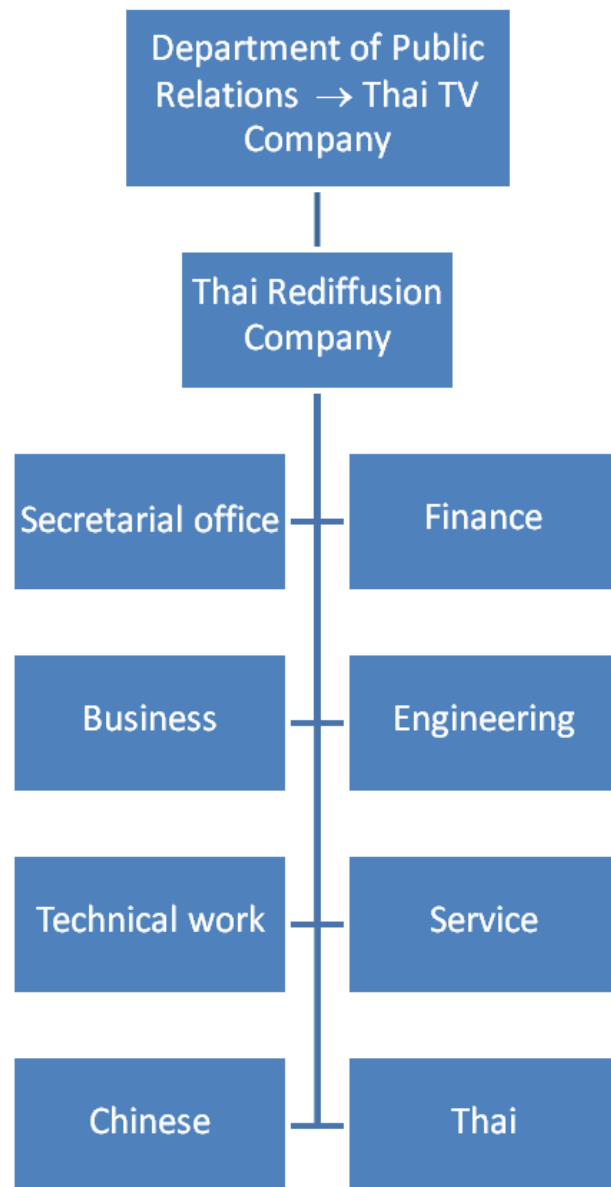 Department of Public
Relations → Thai TV
Company
Thai Rediffusion
Company
Secretarial office
Finance
Business
Engineering
Technical work
Service
Chinese
Thai